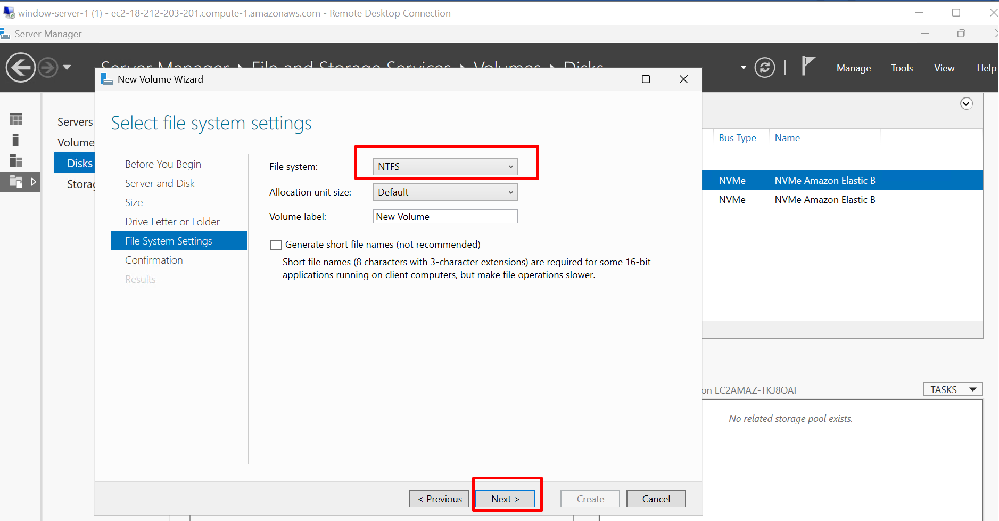 window-server-1 (1) - ec2-18-212-203-201.compute-1.amazonaws.com - Remote Desktop Connection
Server Manager
Server Manager ‣ File and Storage Services ‣ Volumes ‣ Disks
Manage Tools View Help
New Volume Wizard
Servers
Volume
Disks
Storag
Select file system settings
Before You Begin
Server and Disk
Size
Drive Letter or Folder
File System Settings
Confirmation
Results
File system: NTFS
Allocation unit size: Default
Volume label: New Volume
Generate short file names (not recommended)
Short file names (8 characters with 3-character extensions) are required for some 16-bit
applications running on client computers, but make file operations slower.
< Previous Next > Create Cancel
Bus Type Name
NVMe NVMe Amazon Elastic B
NVMe NVMe Amazon Elastic B
on EC2AMAZ-TKJ8OAF
TASKS
No related storage pool exists.